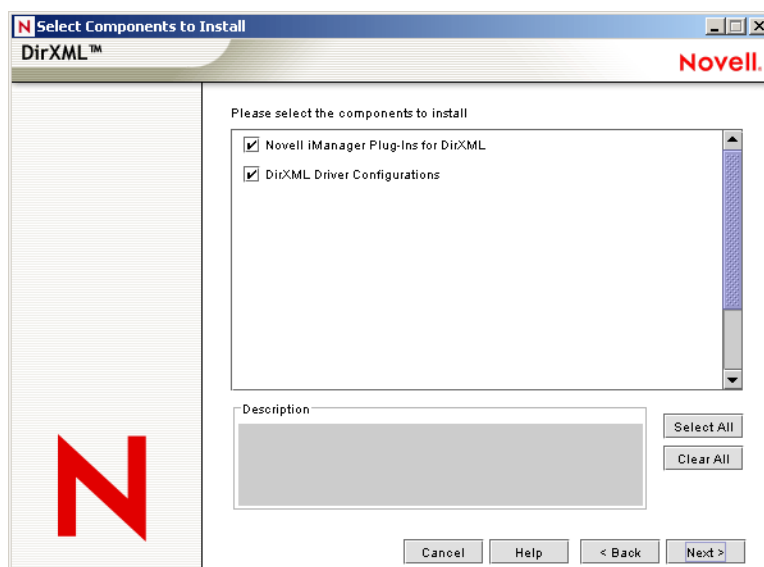 N Select Components to Install
DirXML™
Novell.
Please select the components to install
Novell iManager Plug-Ins for DirXML
DirXML Driver Configurations
Description
Select All
Clear All
N
Cancel Help < Back Next >